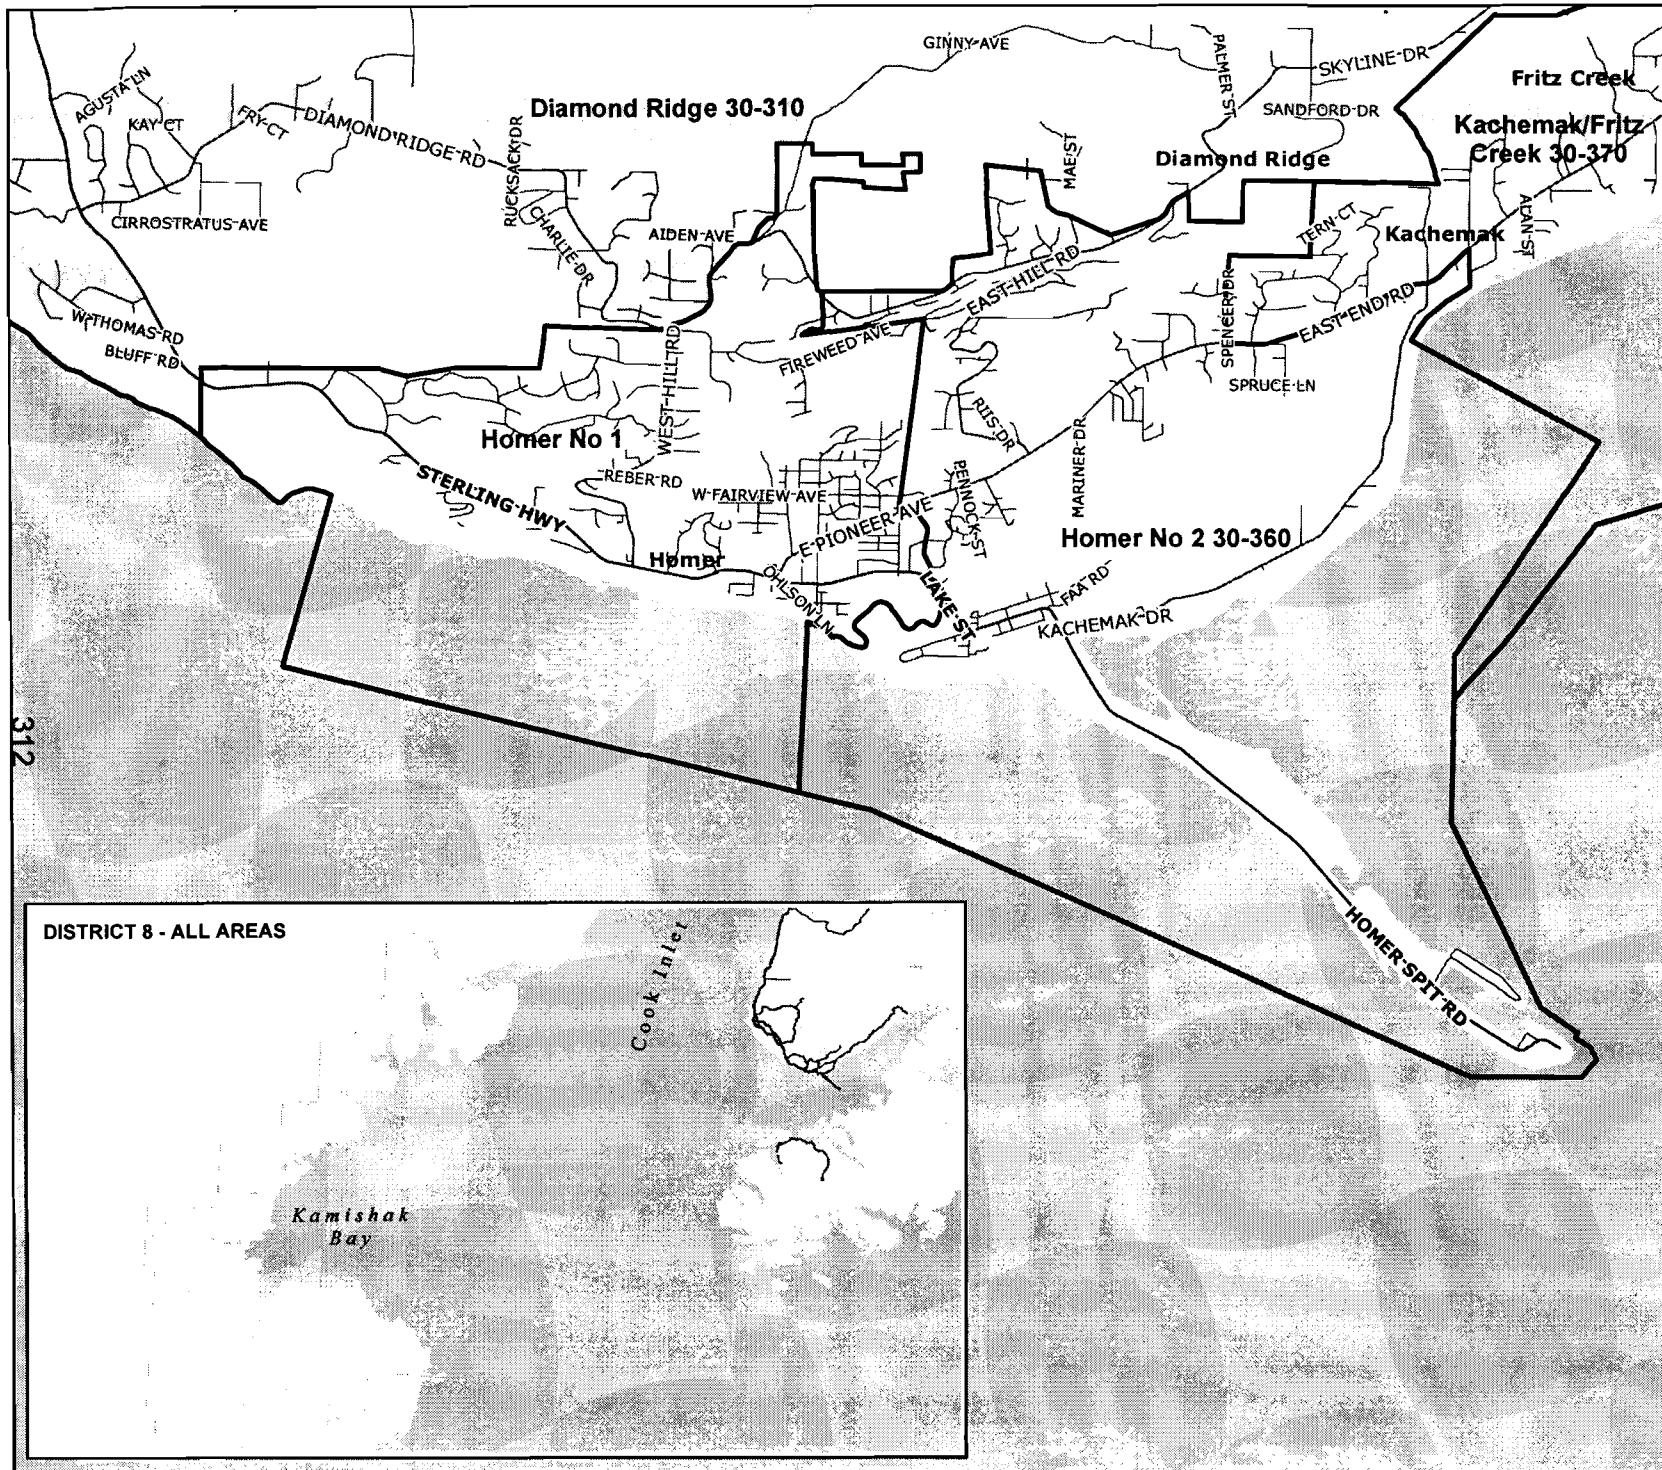 GINNY AVE
PALMER ST
SKYLINE DR
Fritz Creek
AGUSTA LN
KAY CT
FRY CT
DIAMOND RIDGE RD
Diamond Ridge 30-310
SANDFORD DR
Kachemak/Fritz
Creek 30-370
RUCKSACK DR
MAE ST
Diamond Ridge
CIRROSTRATUS AVE
CHARLIE DR
AIDEN AVE
TERN CT
Kachemak
ALAN ST
EAST HILL RD
SPENCER DR
EAST END RD
W THOMAS RD
BLUFF RD
WEST HILL RD
FIREWEED AVE
SPRUCE LN
Homer No 1
RIIS DR
MARINER DR
STERLING HWY
REBER RD
W FAIRVIEW AVE
PENNOCK ST
E PIONEER AVE
Homer No 2 30-360
Homer
OHLSON LN
LAKE ST
FAA RD
KACHEMAK DR
312
HOMER SPIT RD
DISTRICT 8 - ALL AREAS
Cook Inlet
Kamishak
Bay